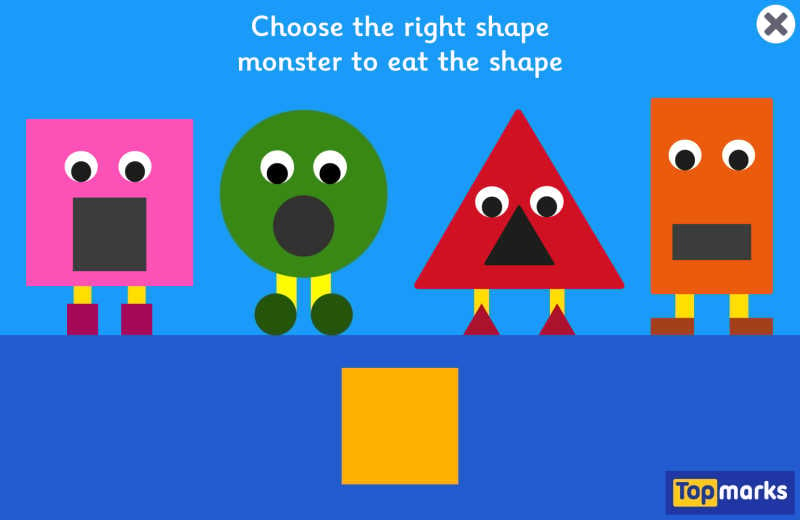 Choose the right shape
monster to eat the shape
Topmarks